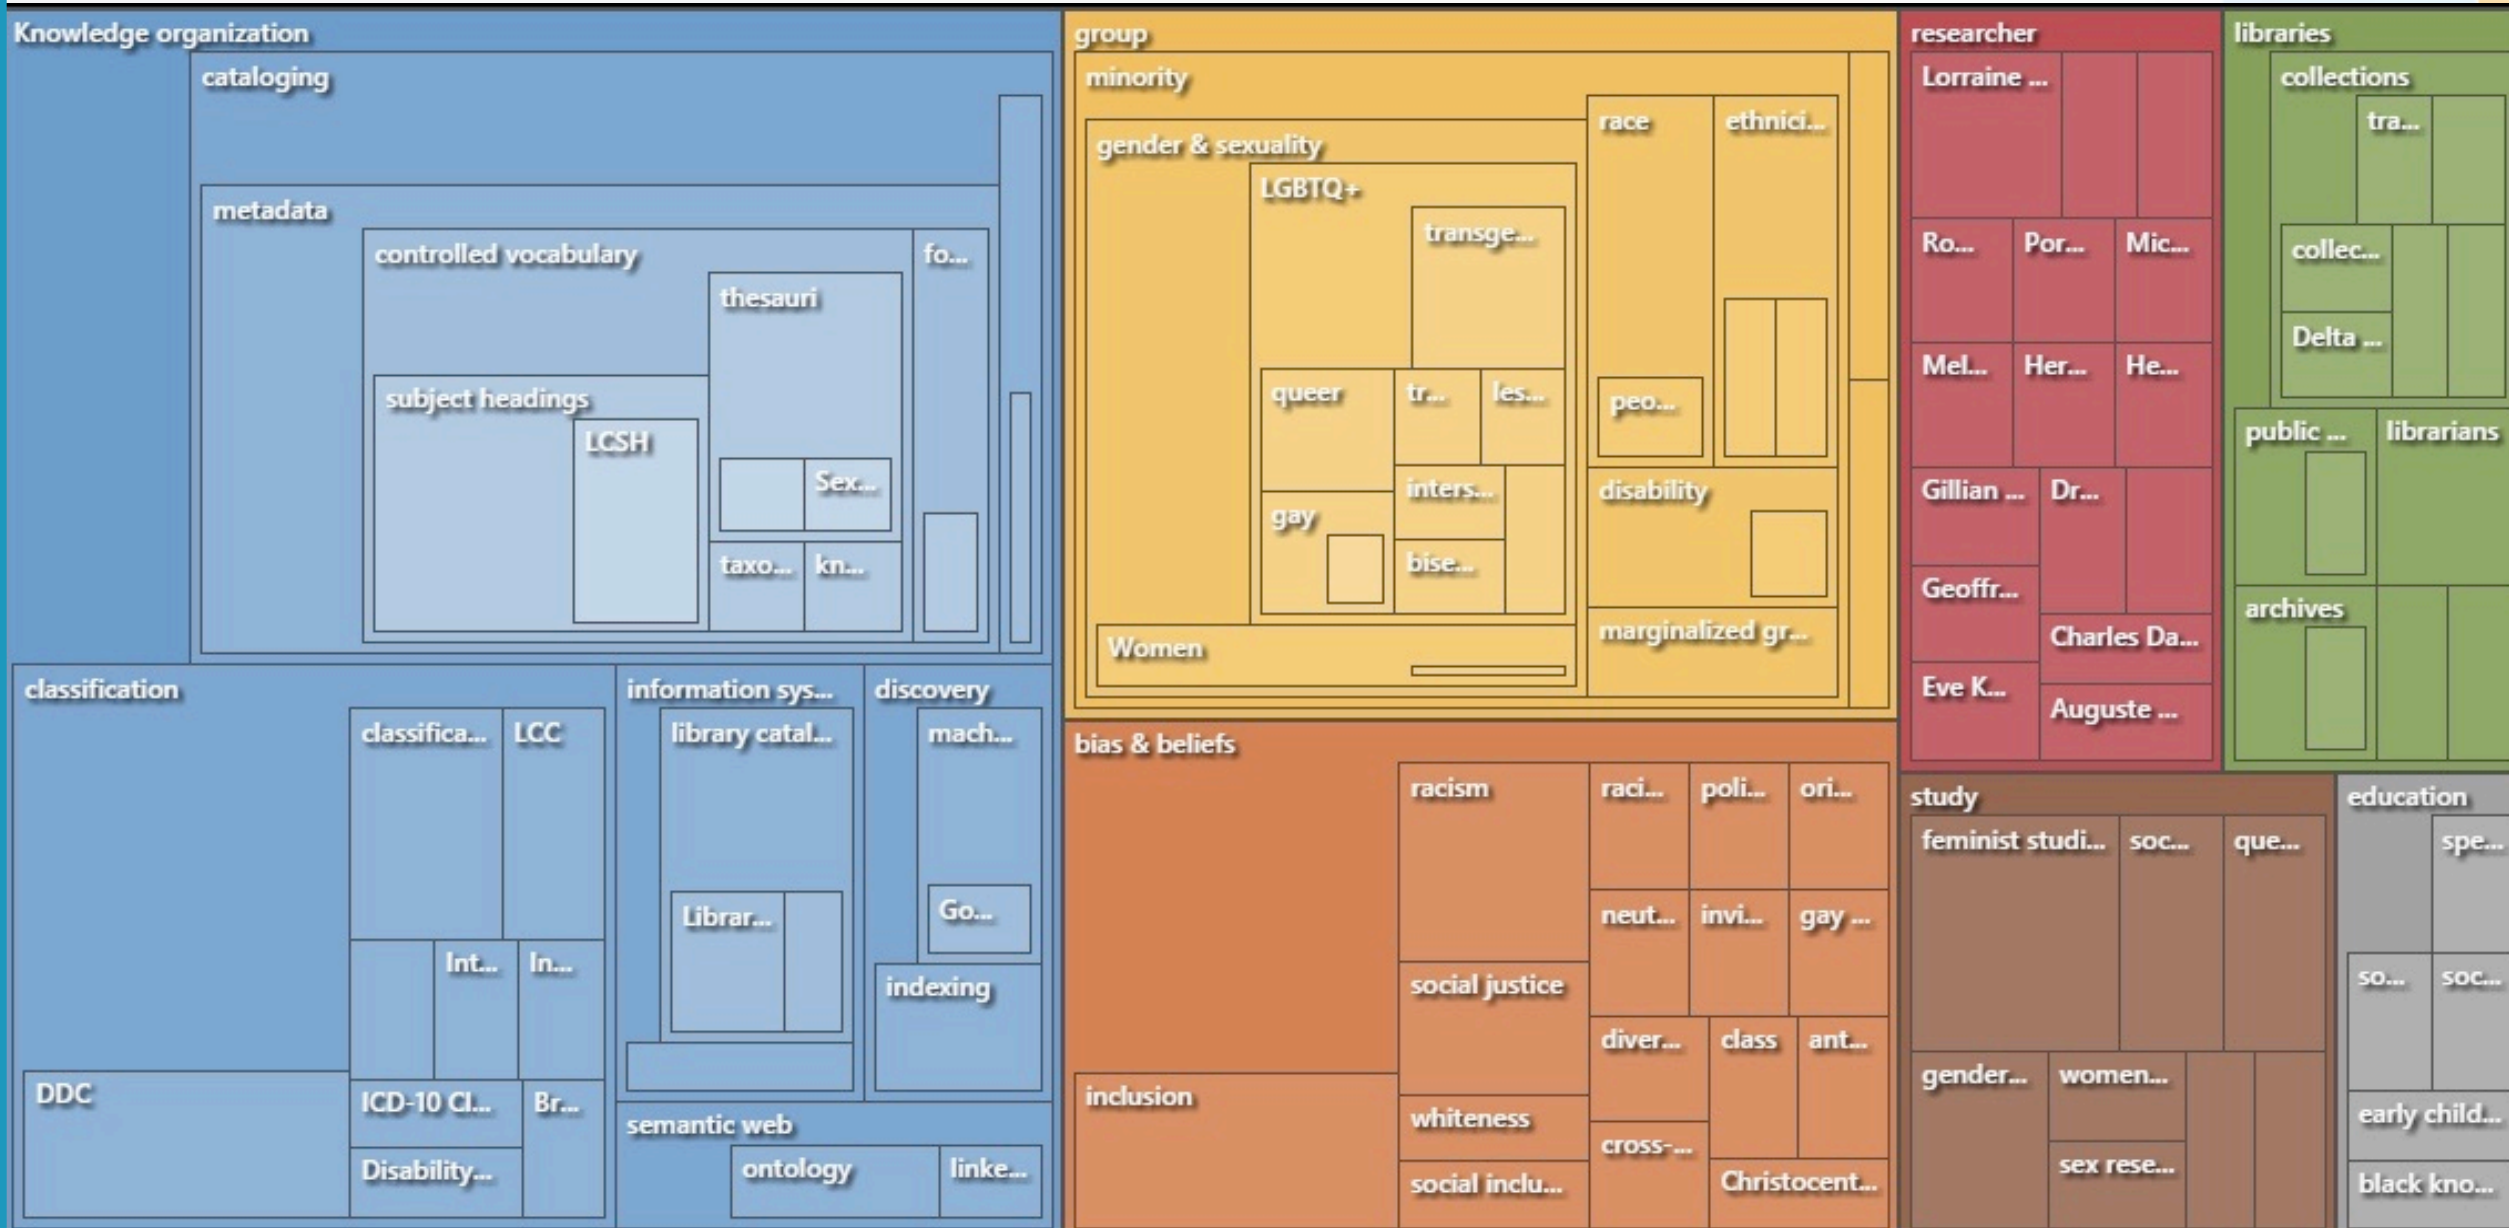 Knowledge organization
cataloging
metadata
controlled vocabulary
fo...
thesauri
subject headings
LCSH
Sex...
taxo...
kn...
classification
classifica...
LCC
Int...
In...
DDC
ICD-10 Cl...
Br...
Disability...
information sys...
library catal...
Librar...
discovery
mach...
Go...
indexing
semantic web
ontology
linke...
group
minority
gender & sexuality
LGBTQ+
transge...
queer
tr...
les...
inters...
gay
bise...
Women
race
ethnici...
peo...
disability
marginalized gr...
bias & beliefs
racism
raci...
poli...
ori...
neut...
invi...
gay ...
social justice
diver...
class
ant...
inclusion
whiteness
cross-...
social inclu...
Christocent...
researcher
Lorraine ...
Ro...
Por...
Mic...
Mel...
Her...
He...
Gillian ...
Dr...
Geoffr...
Charles Da...
Eve K...
Auguste ...
libraries
collections
tra...
collec...
Delta ...
public ...
librarians
archives
study
feminist studi...
soc...
que...
gender...
women...
sex rese...
education
spe...
so...
soc...
early child...
black kno...